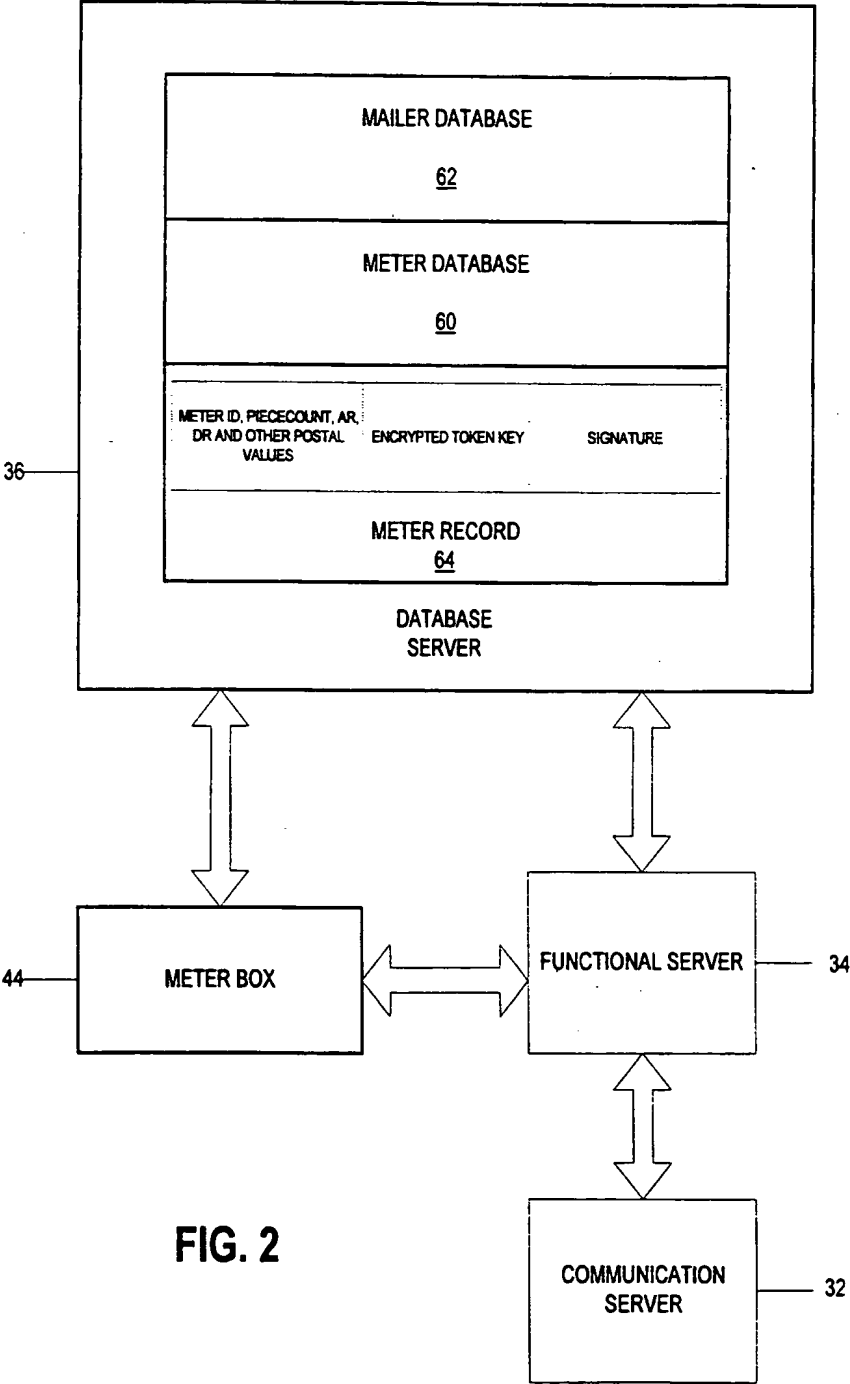 MAILER DATABASE
62
METER DATABASE
60
METER ID, PIECECOUNT, AR,
DR AND OTHER POSTAL
VALUES
ENCRYPTED TOKEN KEY
SIGNATURE
36
METER RECORD
64
DATABASE
SERVER
44
METER BOX
FUNCTIONAL SERVER
34
FIG. 2
COMMUNICATION
SERVER
32